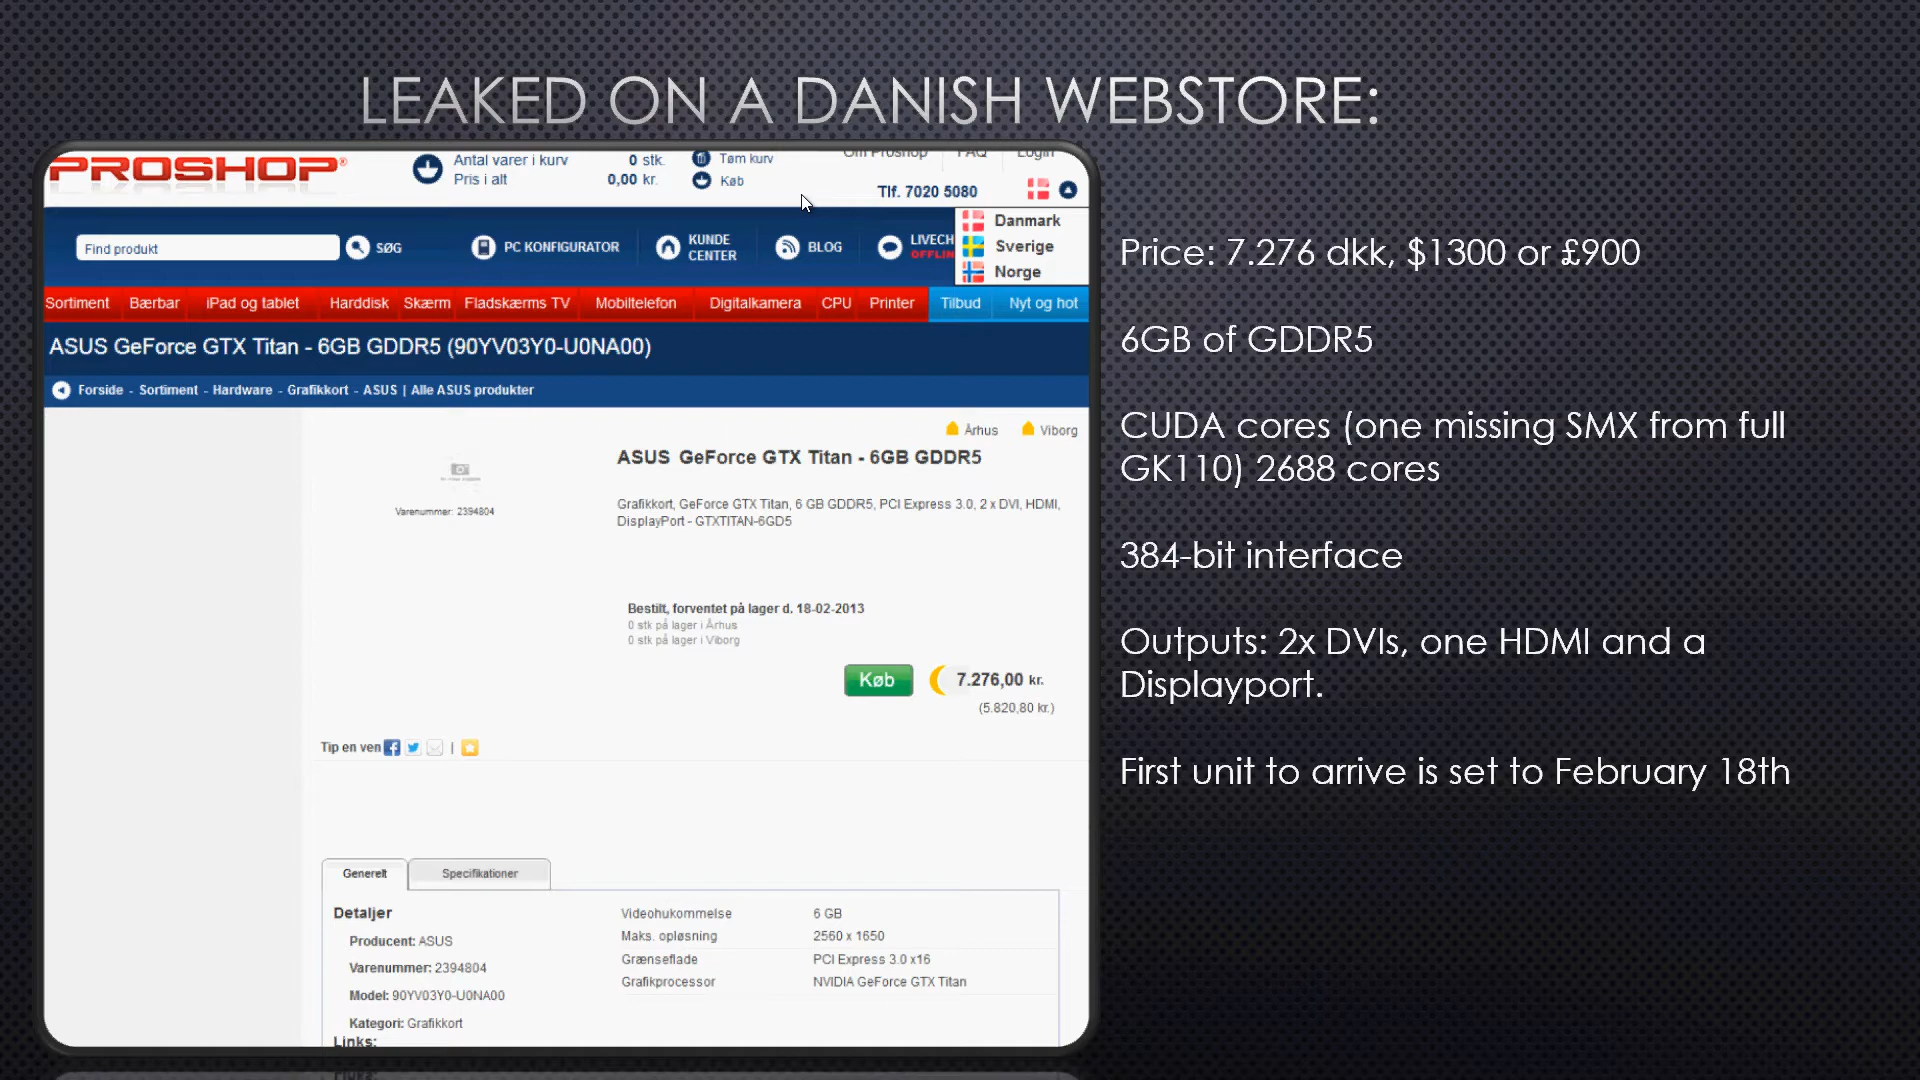 LEAKED ON A DANISH WEBSTORE:
PROSHOP®
Antal varer i kurv 0 stk.
Pris i alt 0,00 kr.
Tøm kurv
Køb
Om Proshop FAQ Login
Tlf. 7020 5080
Danmark
Sverige
Norge
Find produkt SØG
PC KONFIGURATOR
KUNDE
CENTER
BLOG
LIVECH
OFFLIN
Sortiment Bærbar iPad og tablet Harddisk Skærm Fladskærms TV Mobiltelefon Digitalkamera CPU Printer Tilbud Nyt og hot
ASUS GeForce GTX Titan - 6GB GDDR5 (90YV03Y0-U0NA00)
Forside - Sortiment - Hardware - Grafikkort - ASUS | Alle ASUS produkter
Århus Viborg
ASUS GeForce GTX Titan - 6GB GDDR5
Varenummer: 2394804
Grafikkort, GeForce GTX Titan, 6 GB GDDR5, PCI Express 3.0, 2 x DVI, HDMI,
DisplayPort - GTXTITAN-6GD5
Bestilt, forventet på lager d. 18-02-2013
0 stk på lager i Århus
0 stk på lager i Viborg
Køb 7.276,00 kr.
(5.820,80 kr.)
Tip en ven |
Generelt Specifikationer
Detaljer
Producent: ASUS
Varenummer: 2394804
Model: 90YV03Y0-U0NA00
Kategori: Grafikkort
Links:
Videohukommelse 6 GB
Maks. opløsning 2560 x 1650
Grænseflade PCI Express 3.0 x16
Grafikprocessor NVIDIA GeForce GTX Titan
Price: 7.276 dkk, $1300 or £900
6GB of GDDR5
CUDA cores (one missing SMX from full
GK110) 2688 cores
384-bit interface
Outputs: 2x DVIs, one HDMI and a
Displayport.
First unit to arrive is set to February 18th